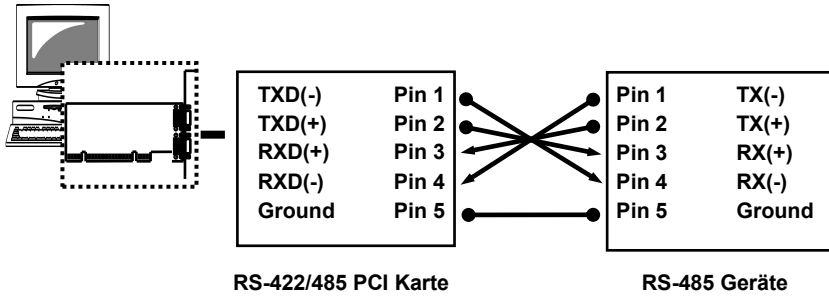 TXD(-) Pin 1 Pin 1 TX(-)
TXD(+) Pin 2 Pin 2 TX(+)
RXD(+) Pin 3 Pin 3 RX(+)
RXD(-) Pin 4 Pin 4 RX(-)
Ground Pin 5 Pin 5 Ground
RS-422/485 PCI Karte RS-485 Geräte